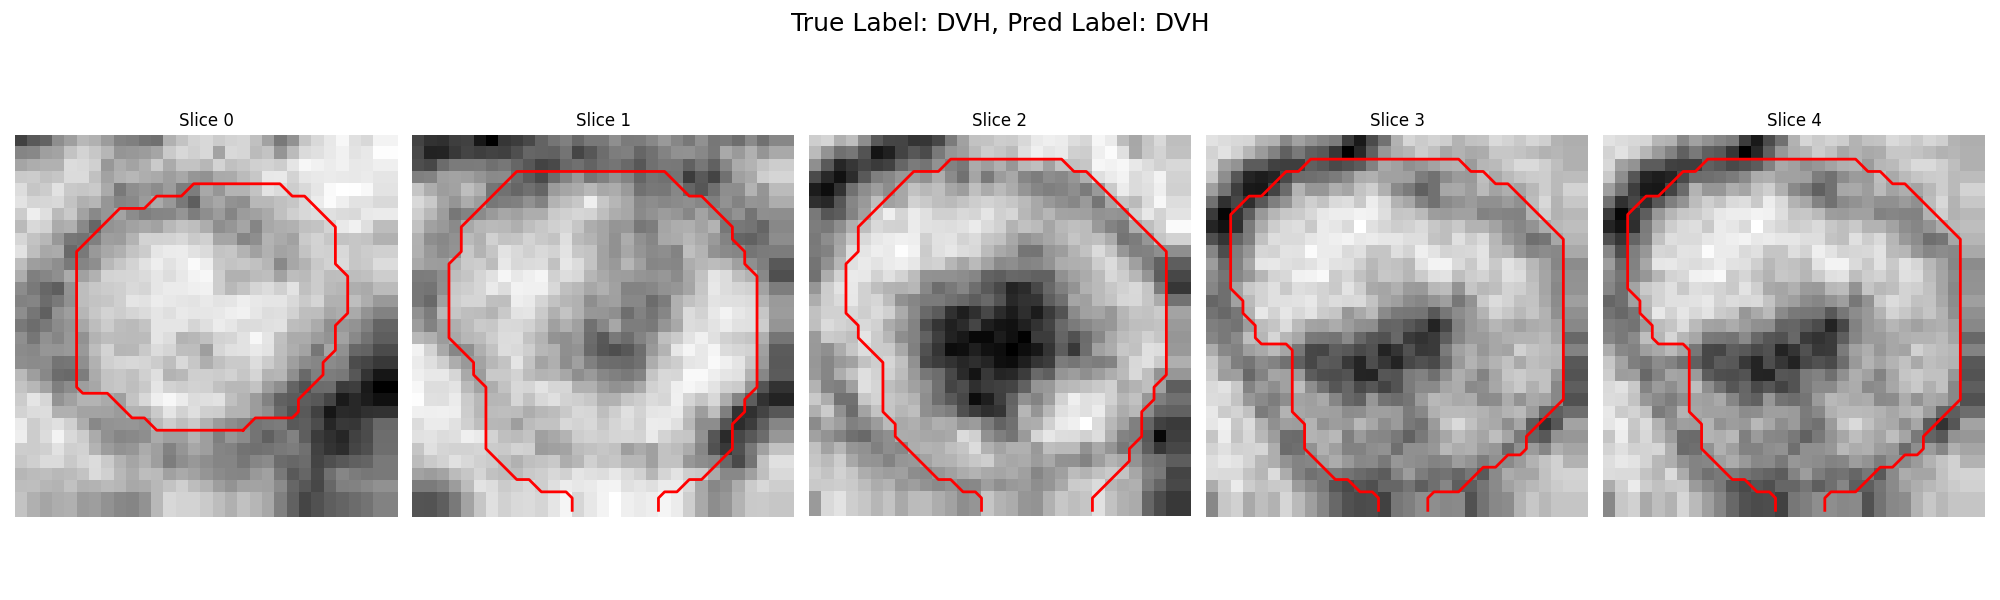 True Label: DVH, Pred Label: DVH
Slice 0
Slice 1
Slice 2
Slice 3
Slice 4